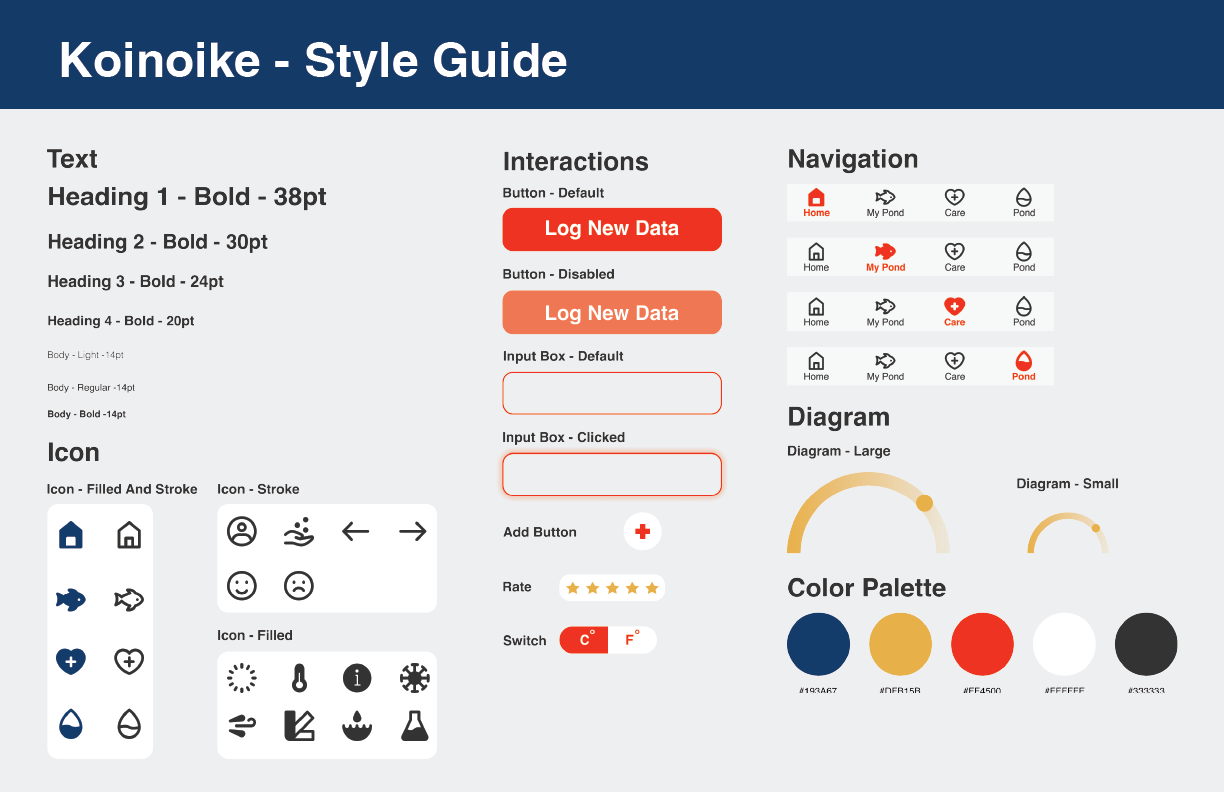 Koinoike - Style Guide
Text
Heading 1 - Bold - 38pt
Heading 2 - Bold - 30pt
Heading 3 - Bold - 24pt
Heading 4 - Bold - 20pt
Body - Light -14pt
Body - Regular -14pt
Body - Bold -14pt
Icon
Icon - Filled And Stroke
Icon - Stroke
Icon - Filled
i
Interactions
Button - Default
Log New Data
Button - Disabled
Log New Data
Input Box - Default
Input Box - Clicked
Add Button
Rate
Switch
C° F°
Navigation
Home My Pond Care Pond
Home My Pond Care Pond
Home My Pond Care Pond
Home My Pond Care Pond
Diagram
Diagram - Large
Diagram - Small
Color Palette
#193A67 #FFFFFF #333333